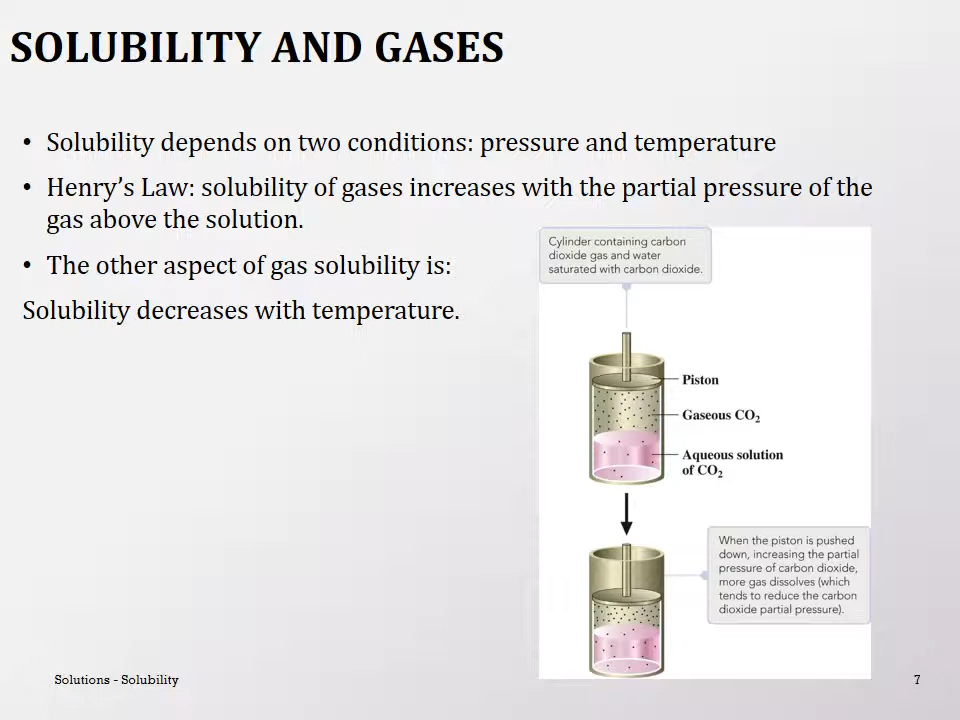 SOLUBILITY AND GASES
• Solubility depends on two conditions: pressure and temperature
• Henry’s Law: solubility of gases increases with the partial pressure of the
gas above the solution.
• The other aspect of gas solubility is:
Solubility decreases with temperature.
Cylinder containing carbon
dioxide gas and water
saturated with carbon dioxide.
Piston
Gaseous CO₂
Aqueous solution
of CO₂
When the piston is pushed
down, increasing the partial
pressure of carbon dioxide,
more gas dissolves (which
tends to reduce the carbon
dioxide partial pressure).
Solutions - Solubility
7